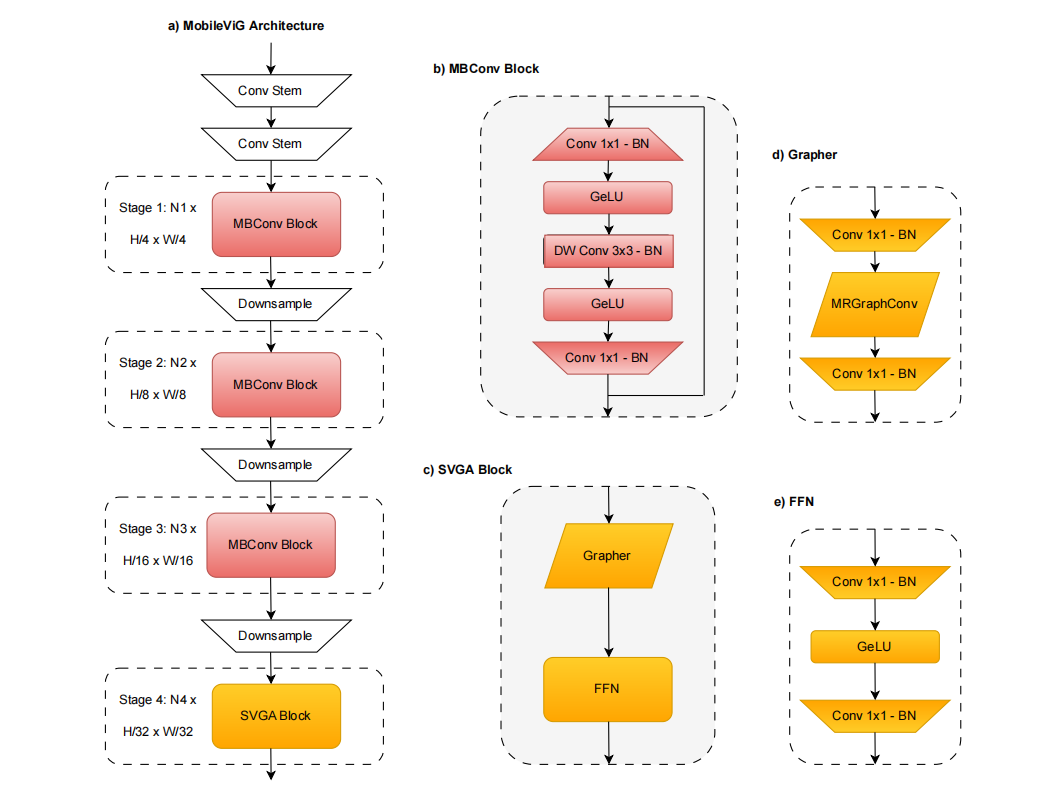 a) MobileViG Architecture
Conv Stem
Conv Stem
Stage 1: N1 x
H/4 x W/4
MBConv Block
Downsample
Stage 2: N2 x
H/8 x W/8
MBConv Block
Downsample
Stage 3: N3 x
H/16 x W/16
MBConv Block
Downsample
Stage 4: N4 x
H/32 x W/32
SVGA Block
b) MBConv Block
Conv 1x1 - BN
GeLU
DW Conv 3x3 - BN
GeLU
Conv 1x1 - BN
c) SVGA Block
Grapher
FFN
d) Grapher
Conv 1x1 - BN
MRGraphConv
Conv 1x1 - BN
e) FFN
Conv 1x1 - BN
GeLU
Conv 1x1 - BN